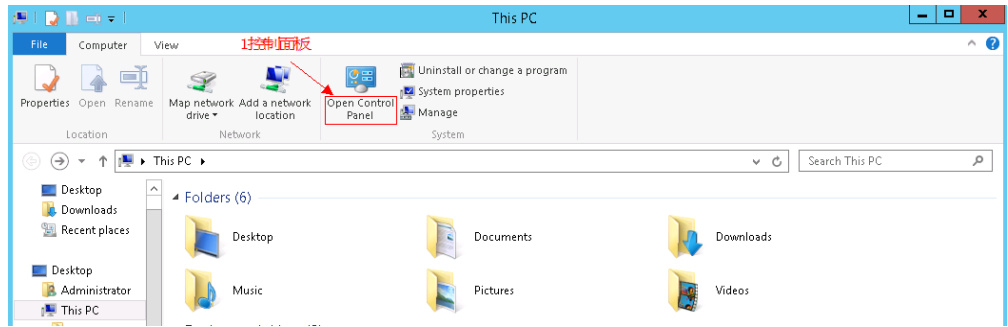 This PC
File Computer View 1控制面板
Uninstall or change a program
System properties
Properties Open Rename Map network drive Add a network location Open Control Panel Manage
Location Network System
This PC Search This PC
Desktop
Downloads
Recent places
Desktop
Administrator
This PC
Folders (6)
Desktop Documents Downloads
Music Pictures Videos